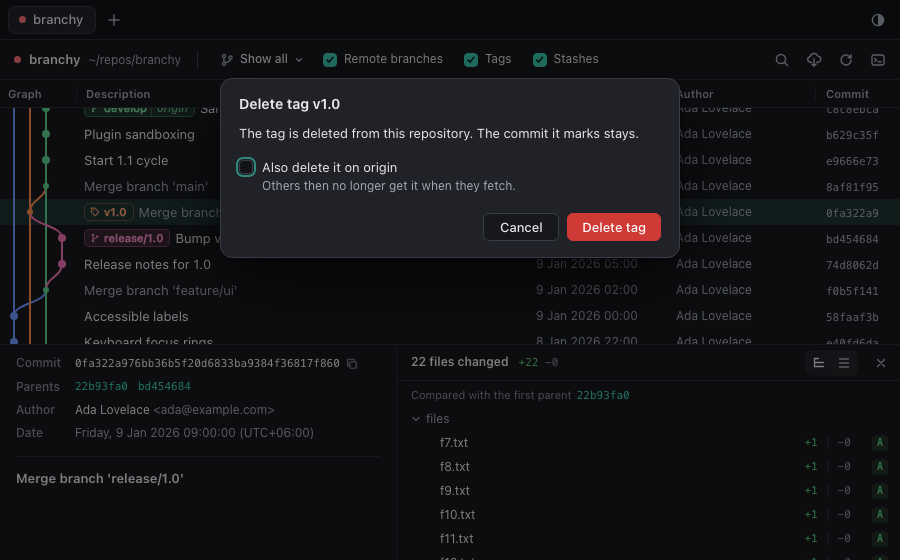 branchy
branchy ~/repos/branchy Show all Remote branches Tags Stashes
Graph Description Author Commit
develop origin Ada Lovelace c8c8ebca
Plugin sandboxing Ada Lovelace b629c35f
Start 1.1 cycle Ada Lovelace e9666e73
Merge branch 'main' Ada Lovelace 8af81f95
v1.0 Merge branch Ada Lovelace 0fa322a9
release/1.0 Bump Ada Lovelace bd454684
Release notes for 1.0 9 Jan 2026 05:00 Ada Lovelace 74d8062d
Merge branch 'feature/ui' 9 Jan 2026 02:00 Ada Lovelace f0b5f141
Accessible labels 9 Jan 2026 00:00 Ada Lovelace 58faaf3b
Keyboard focus rings 8 Jan 2026 22:00 Ada Lovelace e40fd6da
Delete tag v1.0
The tag is deleted from this repository. The commit it marks stays.
Also delete it on origin
Others then no longer get it when they fetch.
Cancel Delete tag
Commit 0fa322a976bb36b5f20d6833ba9384f36817f860
Parents 22b93fa0 bd454684
Author Ada Lovelace <ada@example.com>
Date Friday, 9 Jan 2026 09:00:00 (UTC+06:00)
Merge branch 'release/1.0'
22 files changed +22 −0
Compared with the first parent 22b93fa0
files
f7.txt +1 −0 A
f8.txt +1 −0 A
f9.txt +1 −0 A
f10.txt +1 −0 A
f11.txt +1 −0 A